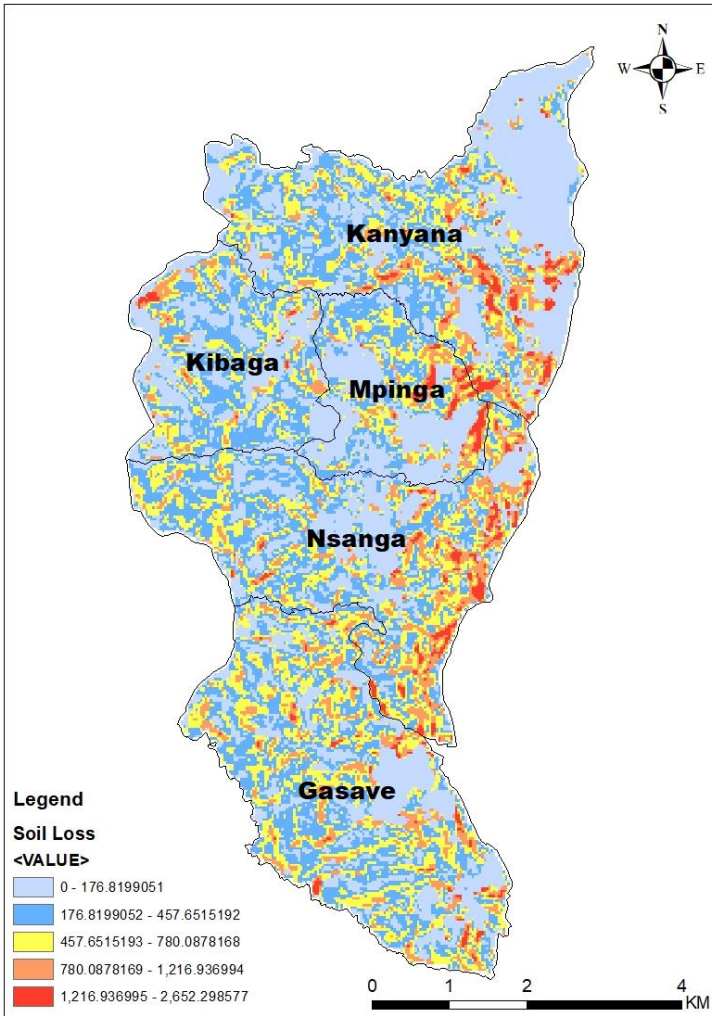 N
W E
S
Kanyana
Kibaga
Mpinga
Nsanga
Gasave
Legend
Soil Loss
<VALUE>
0 - 176.8199051
176.8199052 - 457.6515192
457.6515193 - 780.0878168
780.0878169 - 1,216.936994
1,216.936995 - 2,652.298577
0 1 2 4
KM